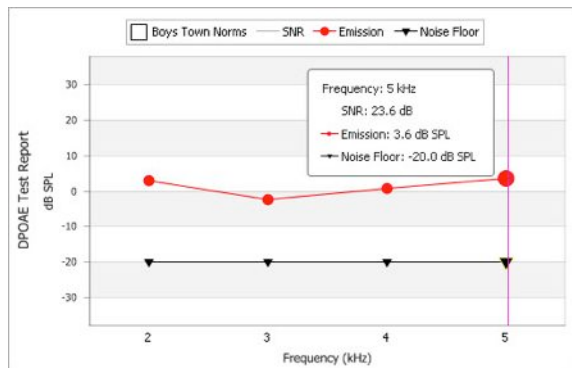 Boys Town Norms SNR Emission Noise Floor
Frequency: 5 kHz
SNR: 23.6 dB
Emission: 3.6 dB SPL
Noise Floor: -20.0 dB SPL
DPOAE Test Report
dB SPL
30
20
10
0
-10
-20
-30
2 3 4 5
Frequency (kHz)